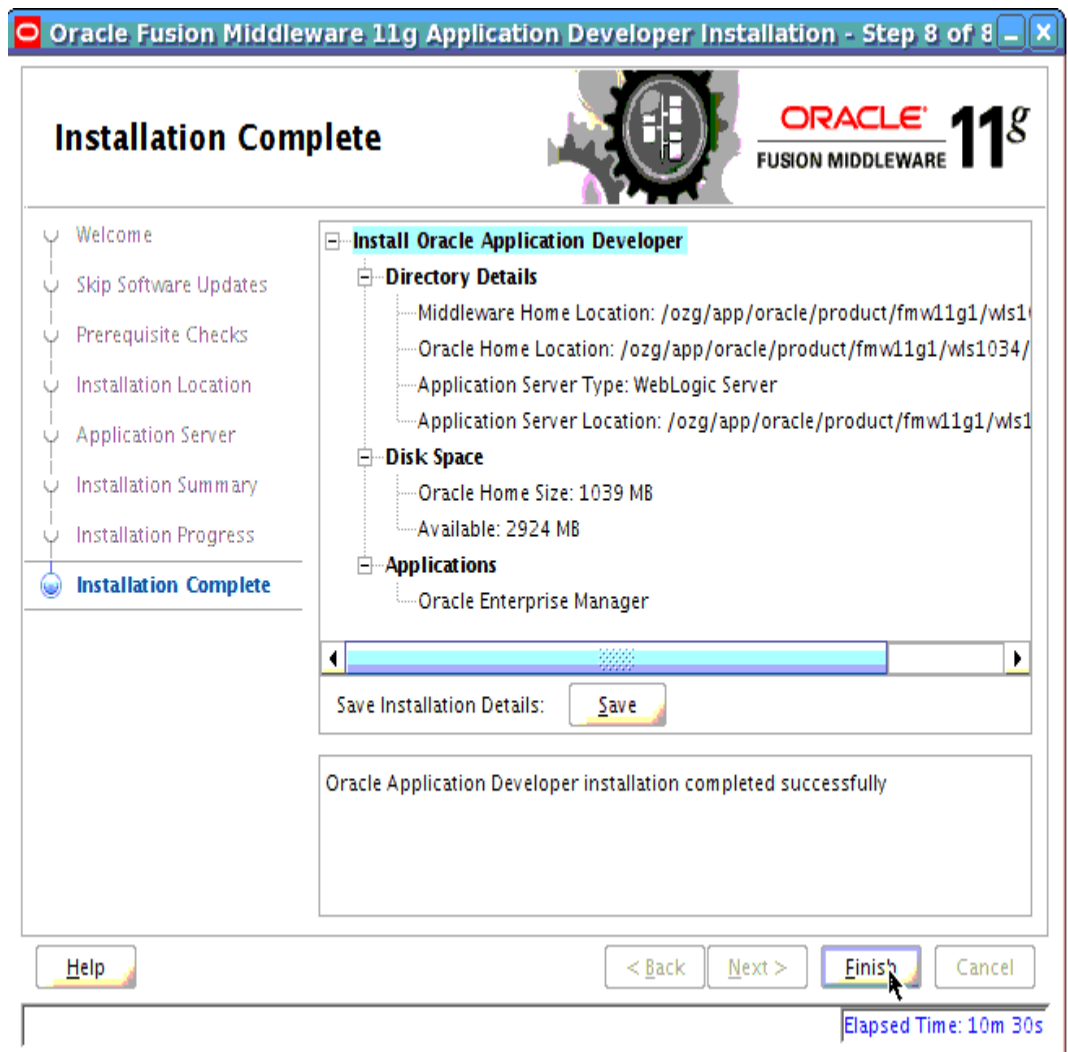 Oracle Fusion Middleware 11g Application Developer Installation - Step 8 of 8
Installation Complete
ORACLE
FUSION MIDDLEWARE
11g
Welcome
Skip Software Updates
Prerequisite Checks
Installation Location
Application Server
Installation Summary
Installation Progress
Installation Complete
Install Oracle Application Developer
Directory Details
Middleware Home Location: /ozg/app/oracle/product/fmw11g1/wls1
Oracle Home Location: /ozg/app/oracle/product/fmw11g1/wls1034/
Application Server Type: WebLogic Server
Application Server Location: /ozg/app/oracle/product/fmw11g1/wls1
Disk Space
Oracle Home Size: 1039 MB
Available: 2924 MB
Applications
Oracle Enterprise Manager
Save Installation Details: Save
Oracle Application Developer installation completed successfully
Help < Back Next > Finish Cancel
Elapsed Time: 10m 30s